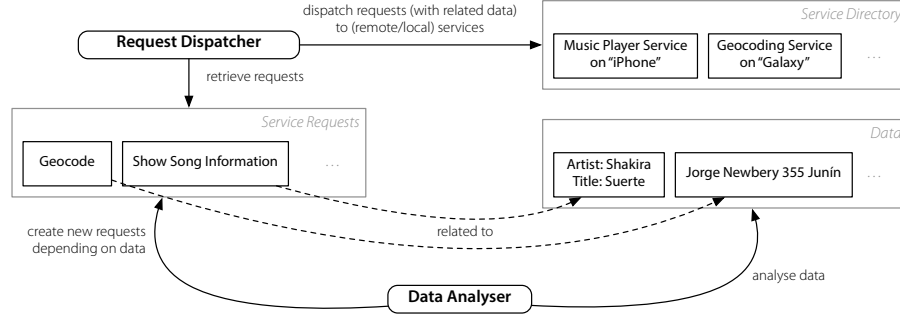 dispatch requests (with related data)
to (remote/local) services
Service Directory
Request Dispatcher
Music Player Service
on "iPhone"
Geocoding Service
on "Galaxy"
...
retrieve requests
Service Requests
Geocode
Show Song Information
...
Data
Artist: Shakira
Title: Suerte
Jorge Newbery 355 Junín
...
create new requests
depending on data
related to
analyse data
Data Analyser